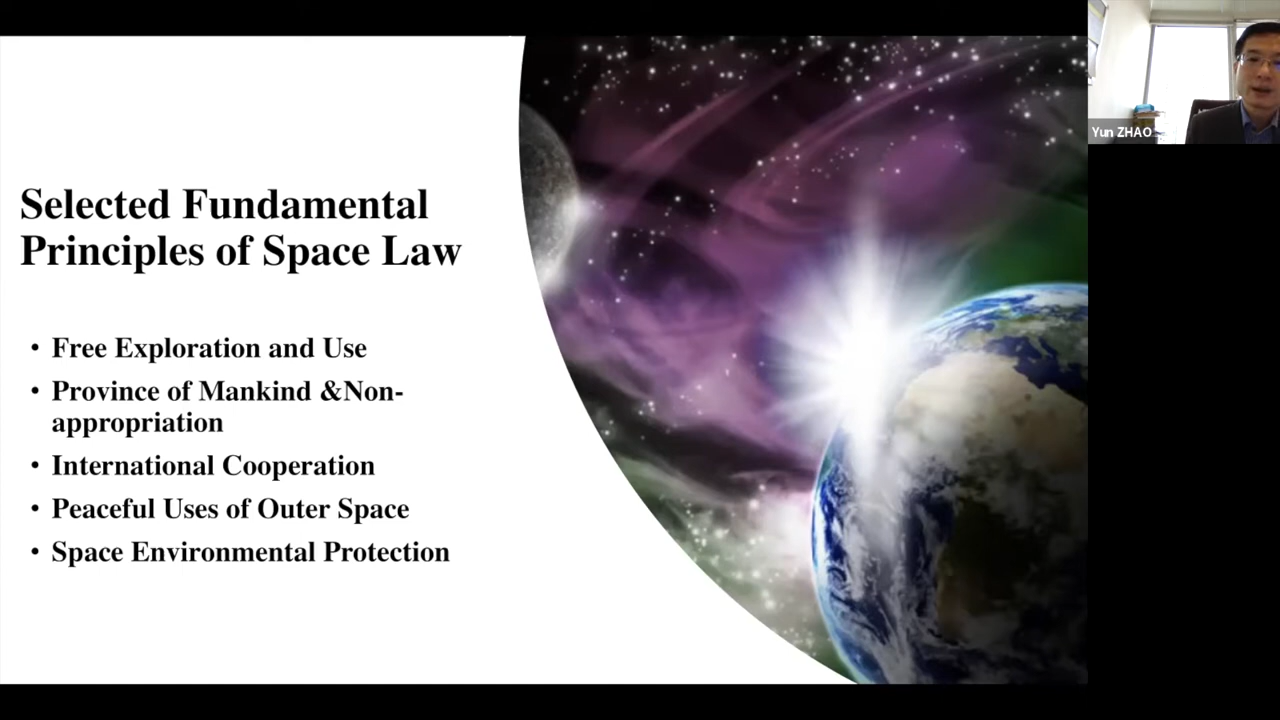 Selected Fundamental
Principles of Space Law
• Free Exploration and Use
• Province of Mankind &Non-
appropriation
• International Cooperation
• Peaceful Uses of Outer Space
• Space Environmental Protection
Yun ZHAO